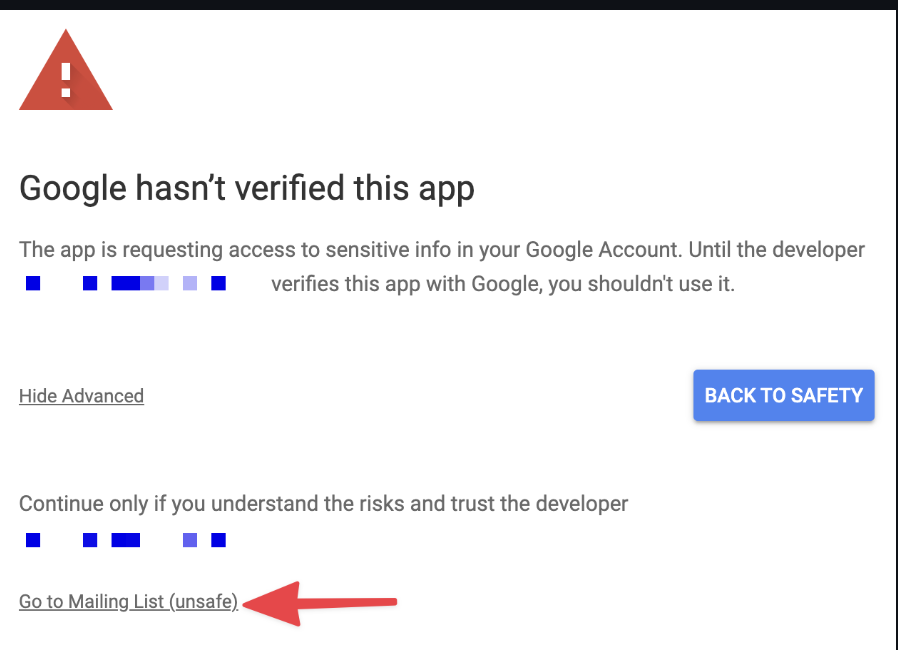 Google hasn’t verified this app
The app is requesting access to sensitive info in your Google Account. Until the developer
verifies this app with Google, you shouldn't use it.
Hide Advanced
BACK TO SAFETY
Continue only if you understand the risks and trust the developer
Go to Mailing List (unsafe)